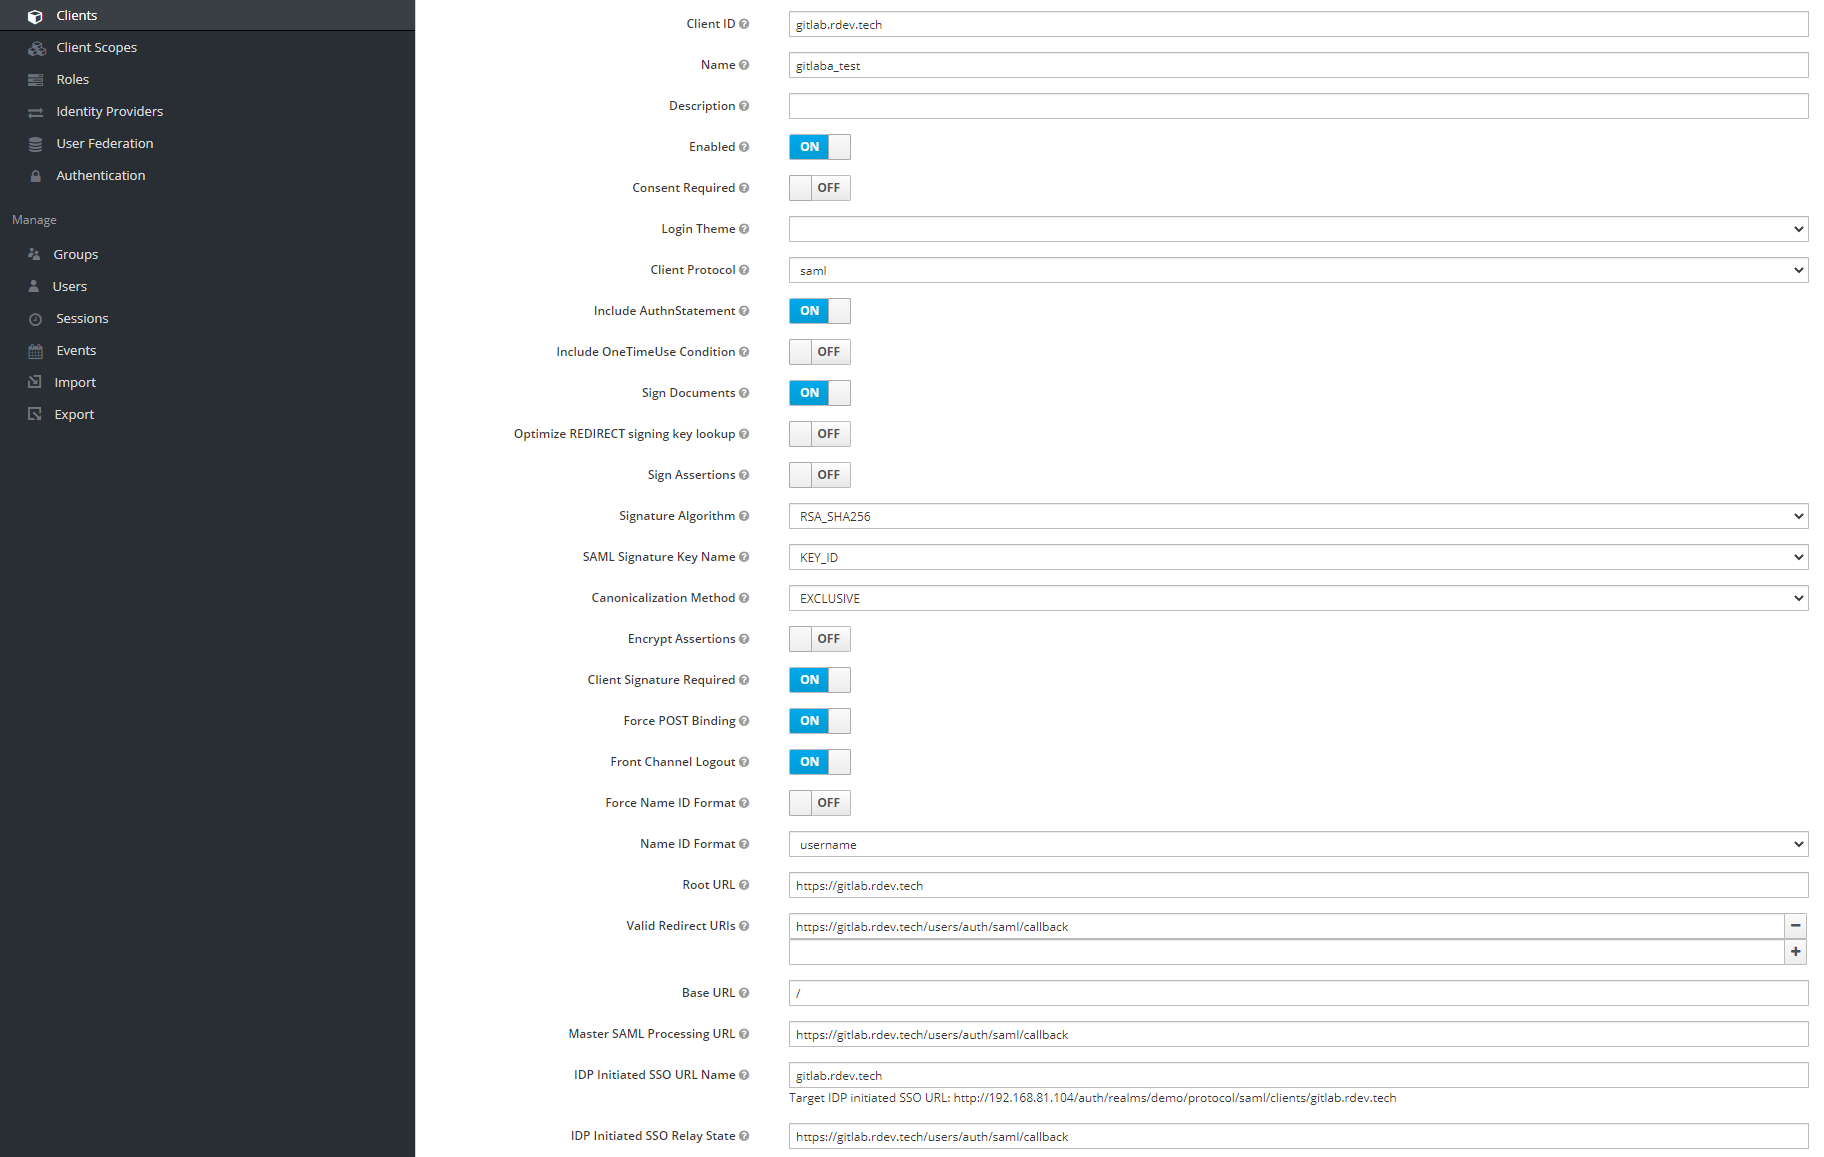 Clients
Client Scopes
Roles
Identity Providers
User Federation
Authentication
Manage
Groups
Users
Sessions
Events
Import
Export
Client ID gitlab.rdev.tech
Name gitlaba_test
Description
Enabled ON
Consent Required OFF
Login Theme
Client Protocol saml
Include AuthnStatement ON
Include OneTimeUse Condition OFF
Sign Documents ON
Optimize REDIRECT signing key lookup OFF
Sign Assertions OFF
Signature Algorithm RSA_SHA256
SAML Signature Key Name KEY_ID
Canonicalization Method EXCLUSIVE
Encrypt Assertions OFF
Client Signature Required ON
Force POST Binding ON
Front Channel Logout ON
Force Name ID Format OFF
Name ID Format username
Root URL https://gitlab.rdev.tech
Valid Redirect URIs https://gitlab.rdev.tech/users/auth/saml/callback
Base URL /
Master SAML Processing URL https://gitlab.rdev.tech/users/auth/saml/callback
IDP Initiated SSO URL Name gitlab.rdev.tech
Target IDP initiated SSO URL: http://192.168.81.104/auth/realms/demo/protocol/saml/clients/gitlab.rdev.tech
IDP Initiated SSO Relay State https://gitlab.rdev.tech/users/auth/saml/callback